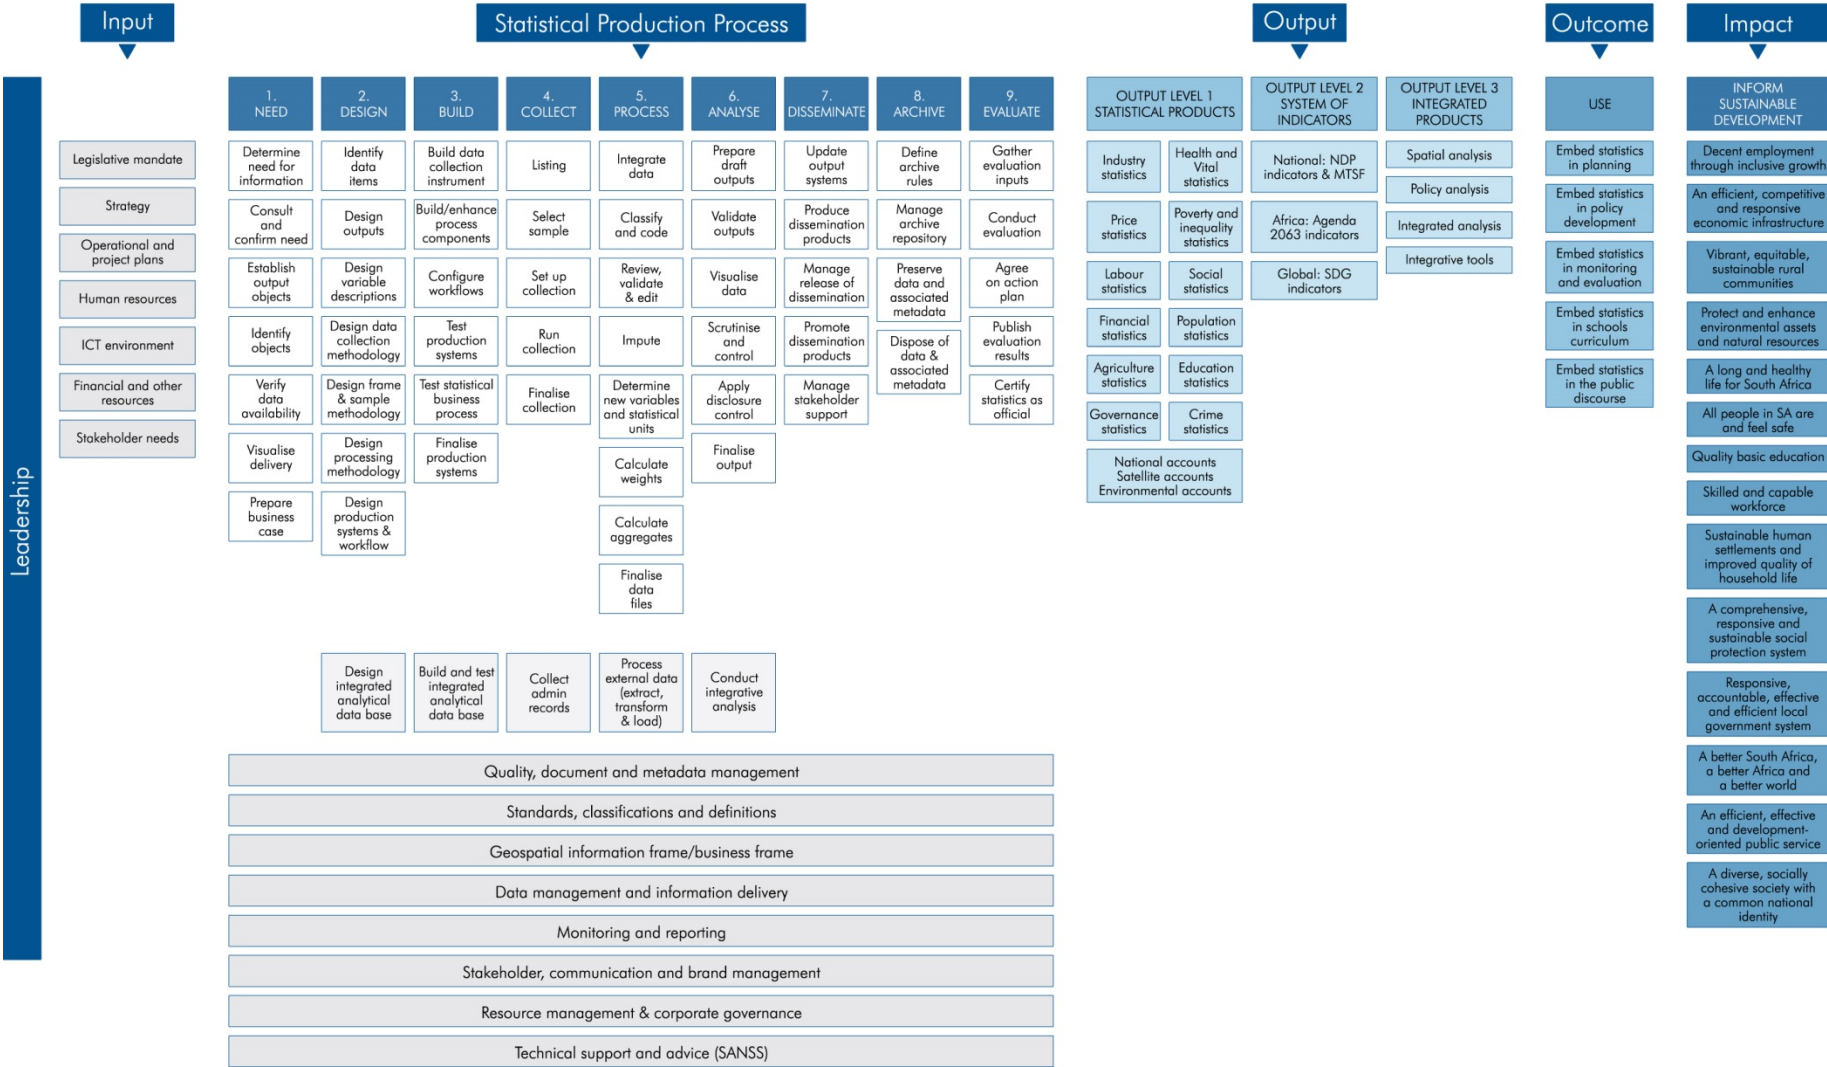 Input
Statistical Production Process
Output
Outcome
Impact
Leadership
Legislative mandate
Strategy
Operational and
project plans
Human resources
ICT environment
Financial and other
resources
Stakeholder needs
1.
NEED
Determine
need for
information
Consult
and
confirm need
Establish
output
objects
Identify
objects
Verify
data
availability
Visualise
delivery
Prepare
business
case
2.
DESIGN
Identify
data
items
Design
outputs
Design
variable
descriptions
Design data
collection
methodology
Design frame
& sample
methodology
Design
processing
methodology
Design
production
systems &
workflow
3.
BUILD
Build data
collection
instrument
Build/enhance
process
components
Configure
workflows
Test
production
systems
Test statistical
business
process
Finalise
production
systems
4.
COLLECT
Listing
Select
sample
Set up
collection
Run
collection
Finalise
collection
5.
PROCESS
Integrate
data
Classify
and code
Review,
validate
& edit
Impute
Determine
new variables
and statistical
units
Calculate
weights
Calculate
aggregates
Finalise
data
files
6.
ANALYSE
Prepare
draft
outputs
Validate
outputs
Visualise
data
Scrutinise
and
control
Apply
disclosure
control
Finalise
output
7.
DISSEMINATE
Update
output
systems
Produce
dissemination
products
Manage
release of
dissemination
Promote
dissemination
products
Manage
stakeholder
support
8.
ARCHIVE
Define
archive
rules
Manage
archive
repository
Preserve
data and
associated
metadata
Dispose of
data &
associated
metadata
9.
EVALUATE
Gather
evaluation
inputs
Conduct
evaluation
Agree
on action
plan
Publish
evaluation
results
Certify
statistics as
official
Design
integrated
analytical
data base
Build and test
integrated
analytical
data base
Collect
admin
records
Process
external data
(extract,
transform
& load)
Conduct
integrative
analysis
Quality, document and metadata management
Standards, classifications and definitions
Geospatial information frame/business frame
Data management and information delivery
Monitoring and reporting
Stakeholder, communication and brand management
Resource management & corporate governance
Technical support and advice (SANSS)
OUTPUT LEVEL 1
STATISTICAL PRODUCTS
Industry
statistics
Health and
Vital
statistics
Price
statistics
Poverty and
inequality
statistics
Labour
statistics
Social
statistics
Financial
statistics
Population
statistics
Agriculture
statistics
Education
statistics
Governance
statistics
Crime
statistics
National accounts
Satellite accounts
Environmental accounts
OUTPUT LEVEL 2
SYSTEM OF
INDICATORS
National: NDP
indicators & MTSF
Africa: Agenda
2063 indicators
Global: SDG
indicators
OUTPUT LEVEL 3
INTEGRATED
PRODUCTS
Spatial analysis
Policy analysis
Integrated analysis
Integrative tools
USE
Embed statistics
in planning
Embed statistics
in policy
development
Embed statistics
in monitoring
and evaluation
Embed statistics
in schools
curriculum
Embed statistics
in the public
discourse
INFORM
SUSTAINABLE
DEVELOPMENT
Decent employment
through inclusive growth
An efficient, competitive
and responsive
economic infrastructure
Vibrant, equitable,
sustainable rural
communities
Protect and enhance
environmental assets
and natural resources
A long and healthy
life for South Africa
All people in SA are
and feel safe
Quality basic education
Skilled and capable
workforce
Sustainable human
settlements and
improved quality of
household life
A comprehensive,
responsive and
sustainable social
protection system
Responsive,
accountable, effective
and efficient local
government system
A better South Africa,
a better Africa and
a better world
An efficient, effective
and development-
oriented public service
A diverse, socially
cohesive society with
a common national
identity